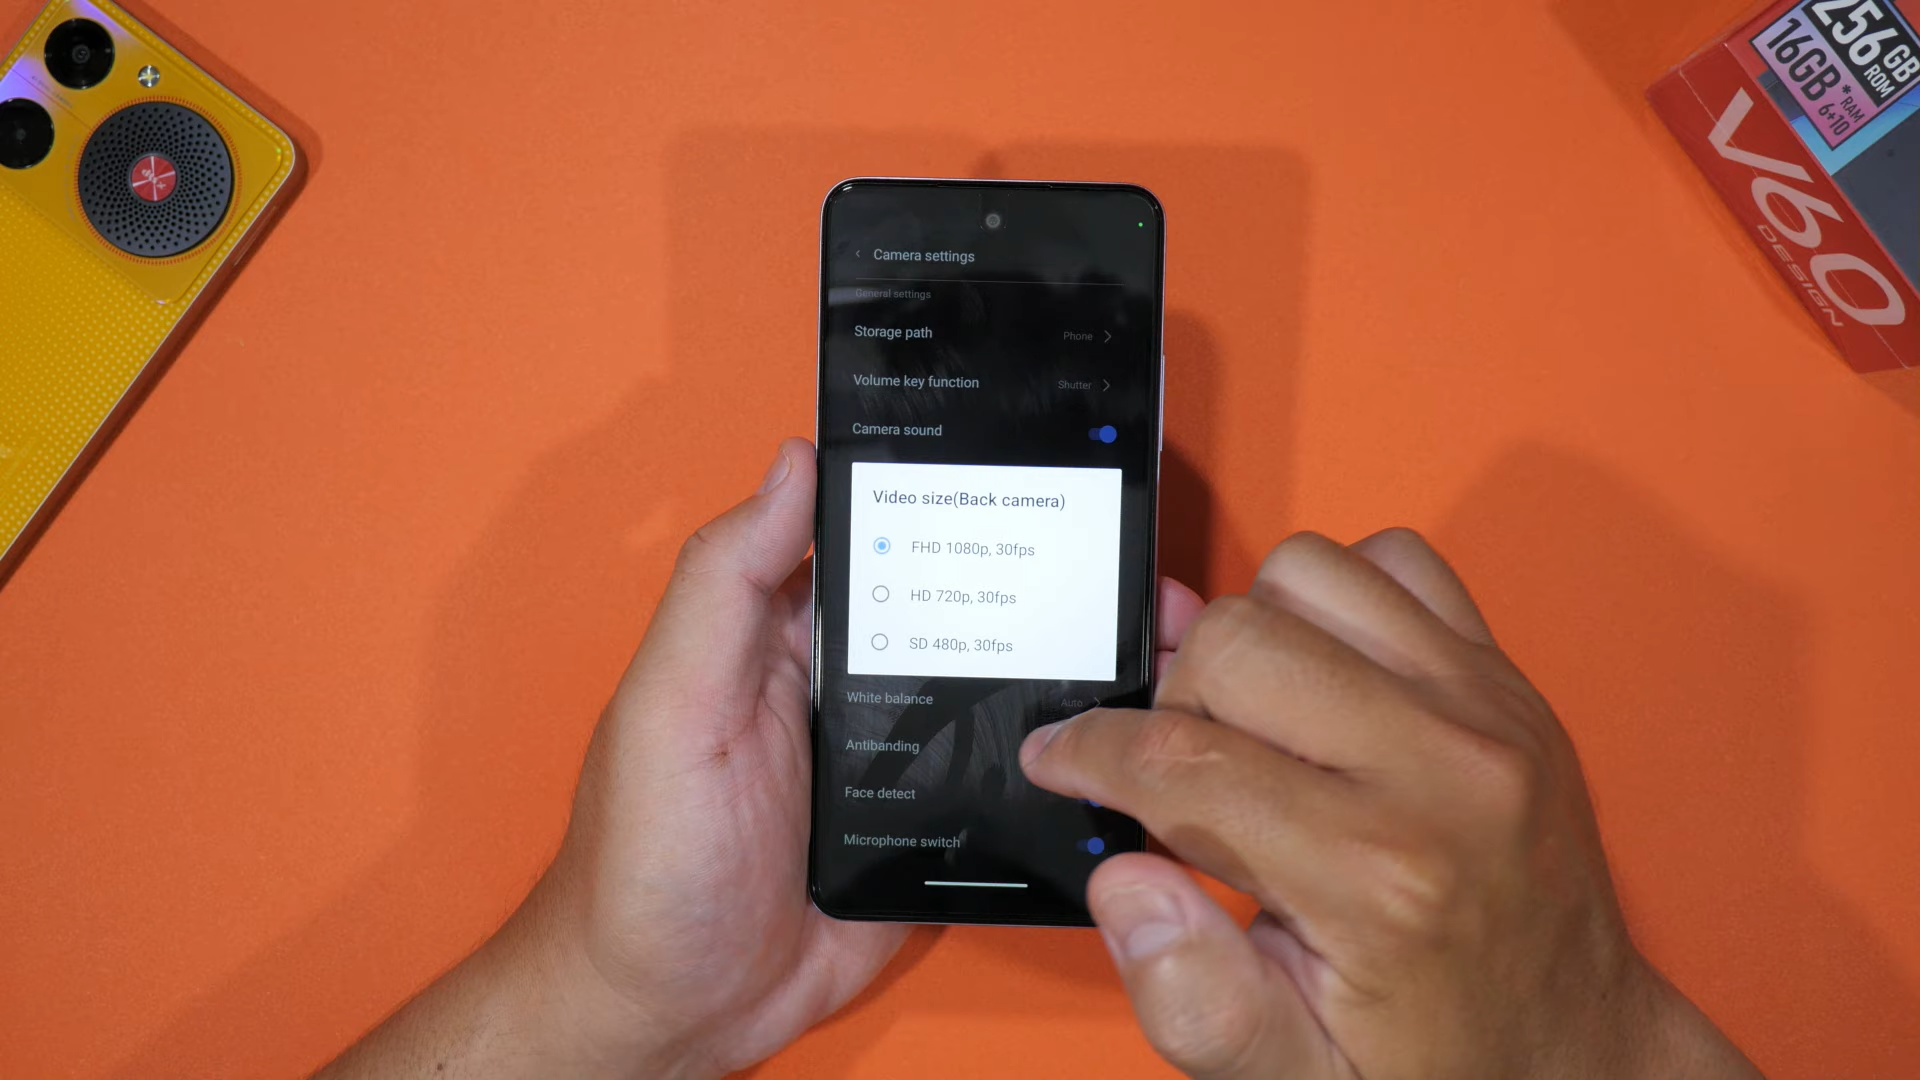 Camera settings
General settings
Storage path
Phone
Volume key function
Shutter
Camera sound
Video size(Back camera)
FHD 1080p, 30fps
HD 720p, 30fps
SD 480p, 30fps
White balance
Auto
Antibanding
Face detect
Microphone switch
256 GB ROM
16GB * RAM 6+10
V60
DESIGN